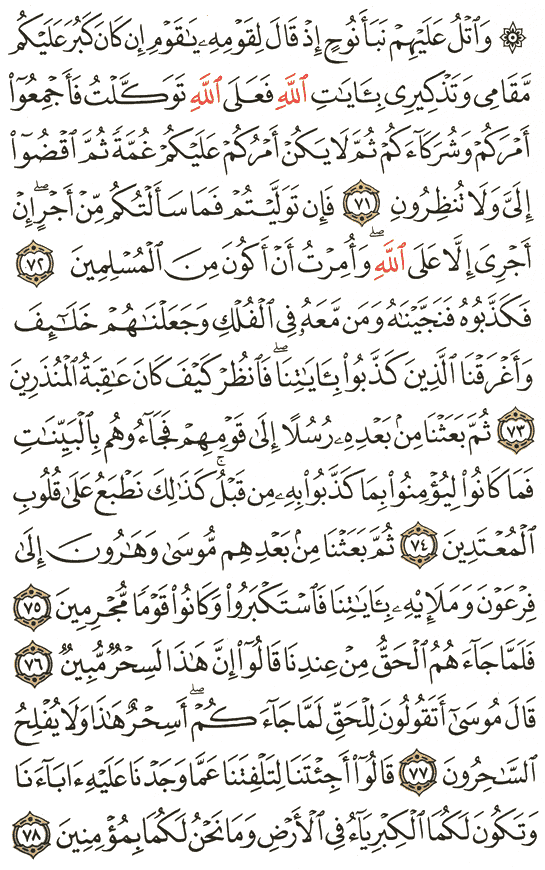 ۞ وَٱتۡلُ عَلَيۡهِمۡ نَبَأَ نُوحٍ إِذۡ قَالَ لِقَوۡمِهِۦ يَٰقَوۡمِ إِن كَانَ كَبُرَ عَلَيۡكُم
مَّقَامِي وَتَذۡكِيرِي بِـَٔايَٰتِ ٱللَّهِ فَعَلَى ٱللَّهِ تَوَكَّلۡتُ فَأَجۡمِعُوٓاْ
أَمۡرَكُمۡ وَشُرَكَآءَكُمۡ ثُمَّ لَا يَكُنۡ أَمۡرُكُمۡ عَلَيۡكُمۡ غُمَّةٗ ثُمَّ ٱقۡضُوٓاْ
إِلَيَّ وَلَا تُنظِرُونِ ٧١ فَإِن تَوَلَّيۡتُمۡ فَمَا سَأَلۡتُكُم مِّنۡ أَجۡرٍۖ إِنۡ
أَجۡرِيَ إِلَّا عَلَى ٱللَّهِۖ وَأُمِرۡتُ أَنۡ أَكُونَ مِنَ ٱلۡمُسۡلِمِينَ ٧٢
فَكَذَّبُوهُ فَنَجَّيۡنَٰهُ وَمَن مَّعَهُۥ فِي ٱلۡفُلۡكِ وَجَعَلۡنَٰهُمۡ خَلَٰٓئِفَ
وَأَغۡرَقۡنَا ٱلَّذِينَ كَذَّبُواْ بِـَٔايَٰتِنَاۖ فَٱنظُرۡ كَيۡفَ كَانَ عَٰقِبَةُ ٱلۡمُنذَرِينَ
٧٣ ثُمَّ بَعَثۡنَا مِنۢ بَعۡدِهِۦ رُسُلًا إِلَىٰ قَوۡمِهِمۡ فَجَآءُوهُم بِٱلۡبَيِّنَٰتِ
فَمَا كَانُواْ لِيُؤۡمِنُواْ بِمَا كَذَّبُواْ بِهِۦ مِن قَبۡلُۚ كَذَٰلِكَ نَطۡبَعُ عَلَىٰ قُلُوبِ
ٱلۡمُعۡتَدِينَ ٧٤ ثُمَّ بَعَثۡنَا مِنۢ بَعۡدِهِم مُّوسَىٰ وَهَٰرُونَ إِلَىٰ
فِرۡعَوۡنَ وَمَلَإِيْهِۦ بِـَٔايَٰتِنَا فَٱسۡتَكۡبَرُواْ وَكَانُواْ قَوۡمٗا مُّجۡرِمِينَ ٧٥
فَلَمَّا جَآءَهُمُ ٱلۡحَقُّ مِنۡ عِندِنَا قَالُوٓاْ إِنَّ هَٰذَا لَسِحۡرٞ مُّبِينٞ ٧٦
قَالَ مُوسَىٰٓ أَتَقُولُونَ لِلۡحَقِّ لَمَّا جَآءَكُمۡۖ أَسِحۡرٌ هَٰذَا وَلَا يُفۡلِحُ
ٱلسَّٰحِرُونَ ٧٧ قَالُوٓاْ أَجِئۡتَنَا لِتَلۡفِتَنَا عَمَّا وَجَدۡنَا عَلَيۡهِ ءَابَآءَنَا
وَتَكُونَ لَكُمَا ٱلۡكِبۡرِيَآءُ فِي ٱلۡأَرۡضِ وَمَا نَحۡنُ لَكُمَا بِمُؤۡمِنِينَ ٧٨